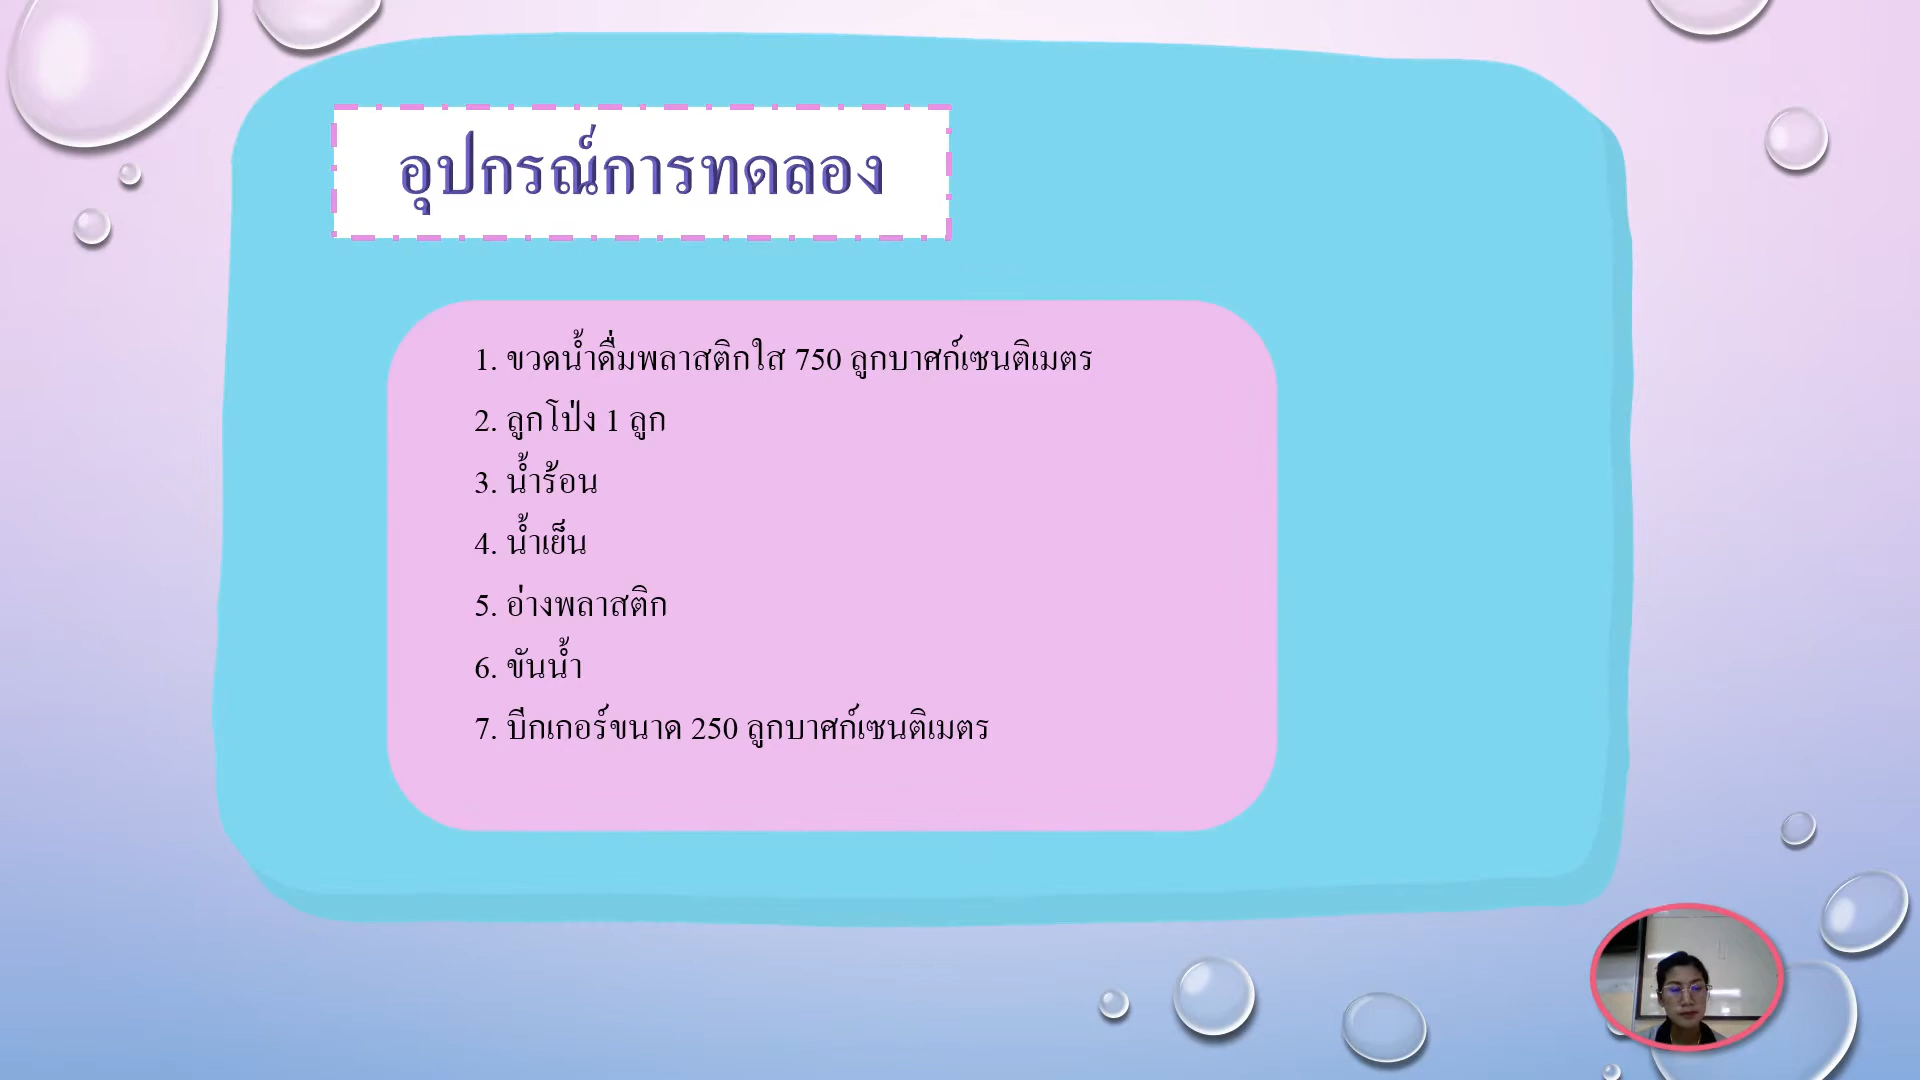 อุปกรณ์การทดลอง
1. ขวดน้ำดื่มพลาสติกใส 750 ลูกบาศก์เซนติเมตร
2. ลูกโป่ง 1 ลูก
3. น้ำร้อน
4. น้ำเย็น
5. อ่างพลาสติก
6. ขันน้ำ
7. บีกเกอร์ขนาด 250 ลูกบาศก์เซนติเมตร